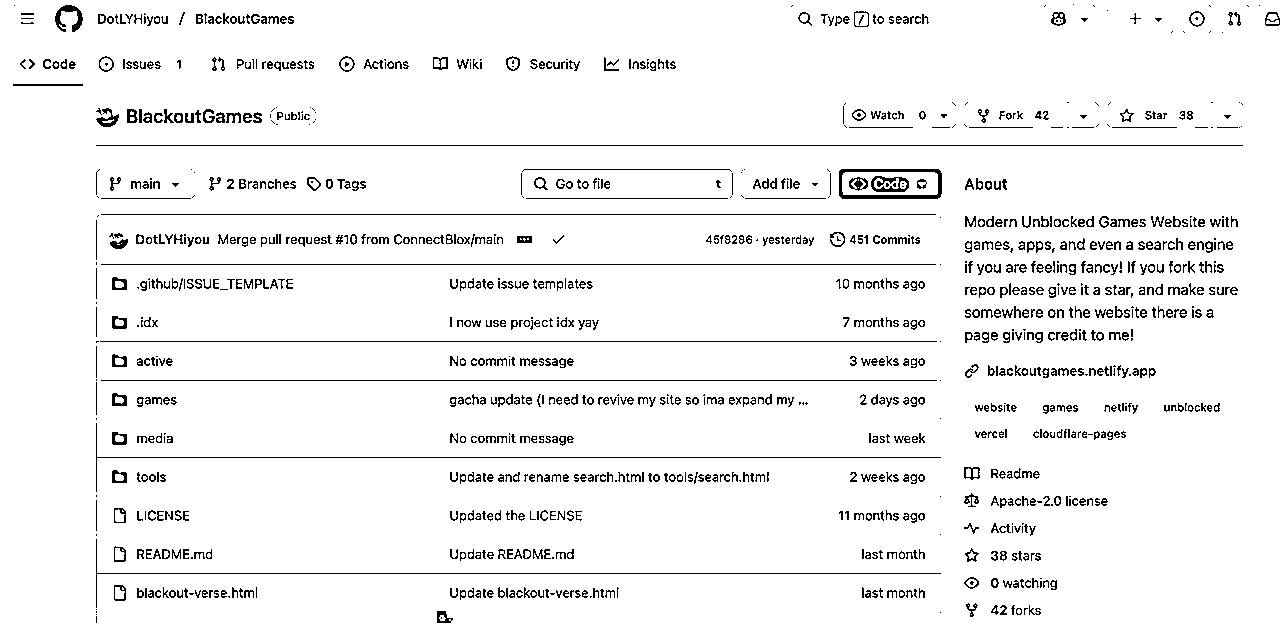 DotLYHiyou / BlackoutGames
Type / to search
Code Issues 1 Pull requests Actions Wiki Security Insights
BlackoutGames Public
Watch 0 Fork 42 Star 38
main 2 Branches 0 Tags
Go to file t
Add file
Code
DotLYHiyou Merge pull request #10 from ConnectBlox/main 45f8286 · yesterday 451 Commits
.github/ISSUE_TEMPLATE Update issue templates 10 months ago
.idx I now use project idx yay 7 months ago
active No commit message 3 weeks ago
games gacha update (I need to revive my site so ima expand my ... 2 days ago
media No commit message last week
tools Update and rename search.html to tools/search.html 2 weeks ago
LICENSE Updated the LICENSE 11 months ago
README.md Update README.md last month
blackout-verse.html Update blackout-verse.html last month
About
Modern Unblocked Games Website with
games, apps, and even a search engine
if you are feeling fancy! If you fork this
repo please give it a star, and make sure
somewhere on the website there is a
page giving credit to me!
blackoutgames.netlify.app
website games netlify unblocked
vercel cloudflare-pages
Readme
Apache-2.0 license
Activity
38 stars
0 watching
42 forks